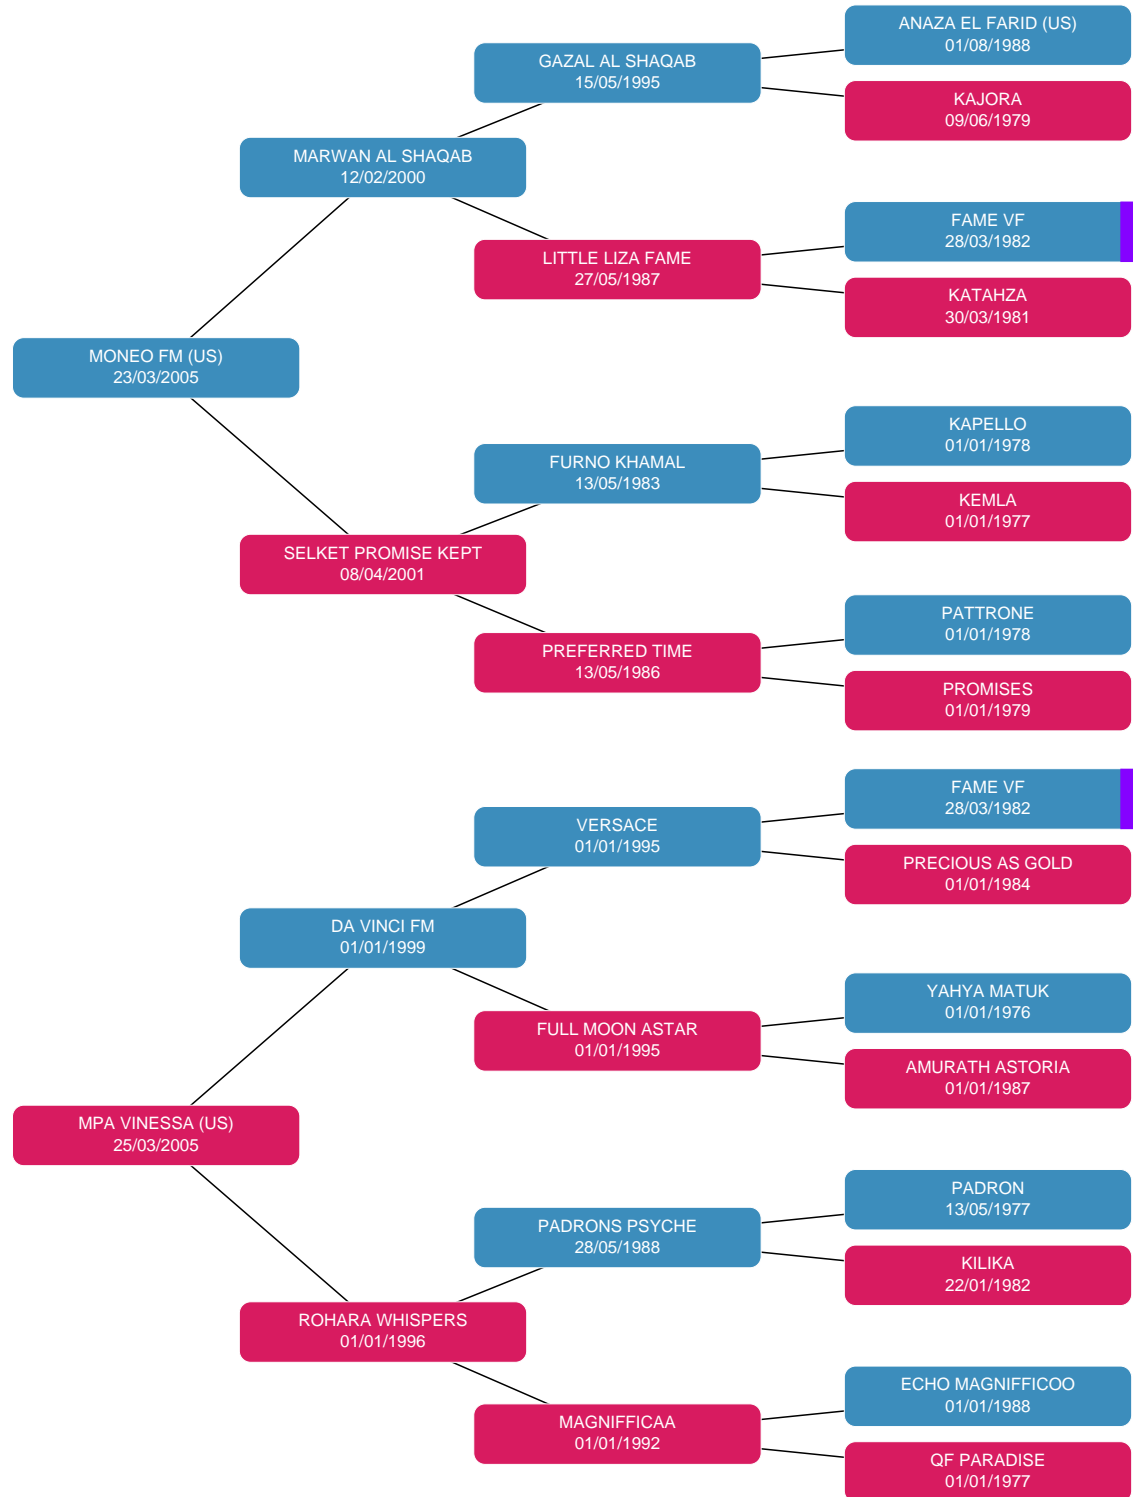 ANAZA EL FARID (US)
01/08/1988
GAZAL AL SHAQAB
15/05/1995
KAJORA
09/06/1979
MARWAN AL SHAQAB
12/02/2000
FAME VF
28/03/1982
LITTLE LIZA FAME
27/05/1987
KATAHZA
30/03/1981
MONEO FM (US)
23/03/2005
KAPELLO
01/01/1978
FURNO KHAMAL
13/05/1983
KEMLA
01/01/1977
SELKET PROMISE KEPT
08/04/2001
PATTRONE
01/01/1978
PREFERRED TIME
13/05/1986
PROMISES
01/01/1979
FAME VF
28/03/1982
VERSACE
01/01/1995
PRECIOUS AS GOLD
01/01/1984
DA VINCI FM
01/01/1999
YAHYA MATUK
01/01/1976
FULL MOON ASTAR
01/01/1995
AMURATH ASTORIA
01/01/1987
MPA VINESSA (US)
25/03/2005
PADRON
13/05/1977
PADRONS PSYCHE
28/05/1988
KILIKA
22/01/1982
ROHARA WHISPERS
01/01/1996
ECHO MAGNIFFICOO
01/01/1988
MAGNIFFICAA
01/01/1992
QF PARADISE
01/01/1977